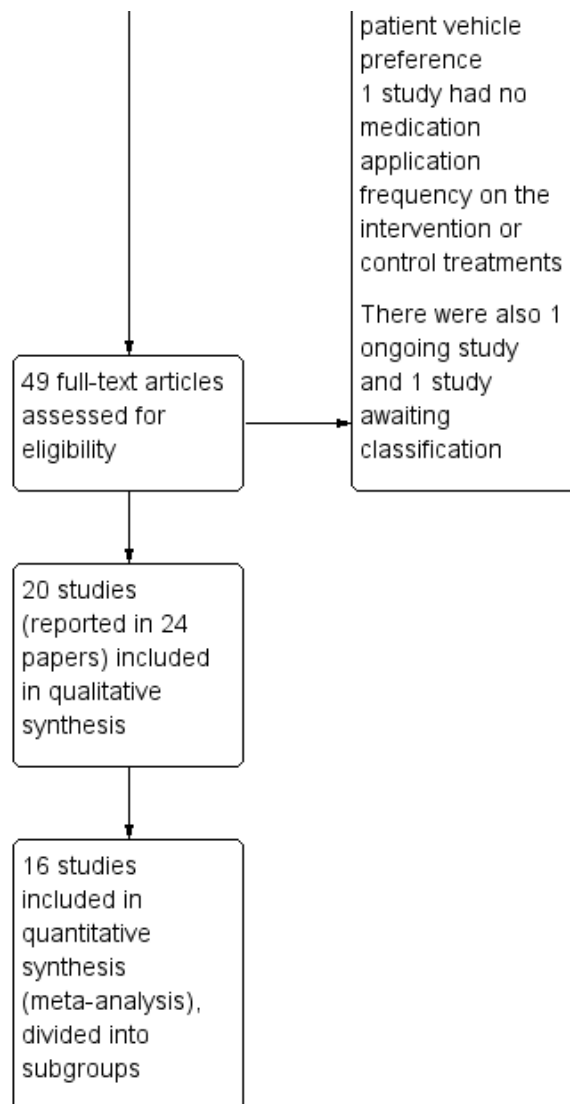 patient vehicle
preference
1 study had no
medication
application
frequency on the
intervention or
control treatments
There were also 1
ongoing study
and 1 study
awaiting
classification
49 full-text articles
assessed for
eligibility
20 studies
(reported in 24
papers) included
in qualitative
synthesis
16 studies
included in
quantitative
synthesis
(meta-analysis),
divided into
subgroups